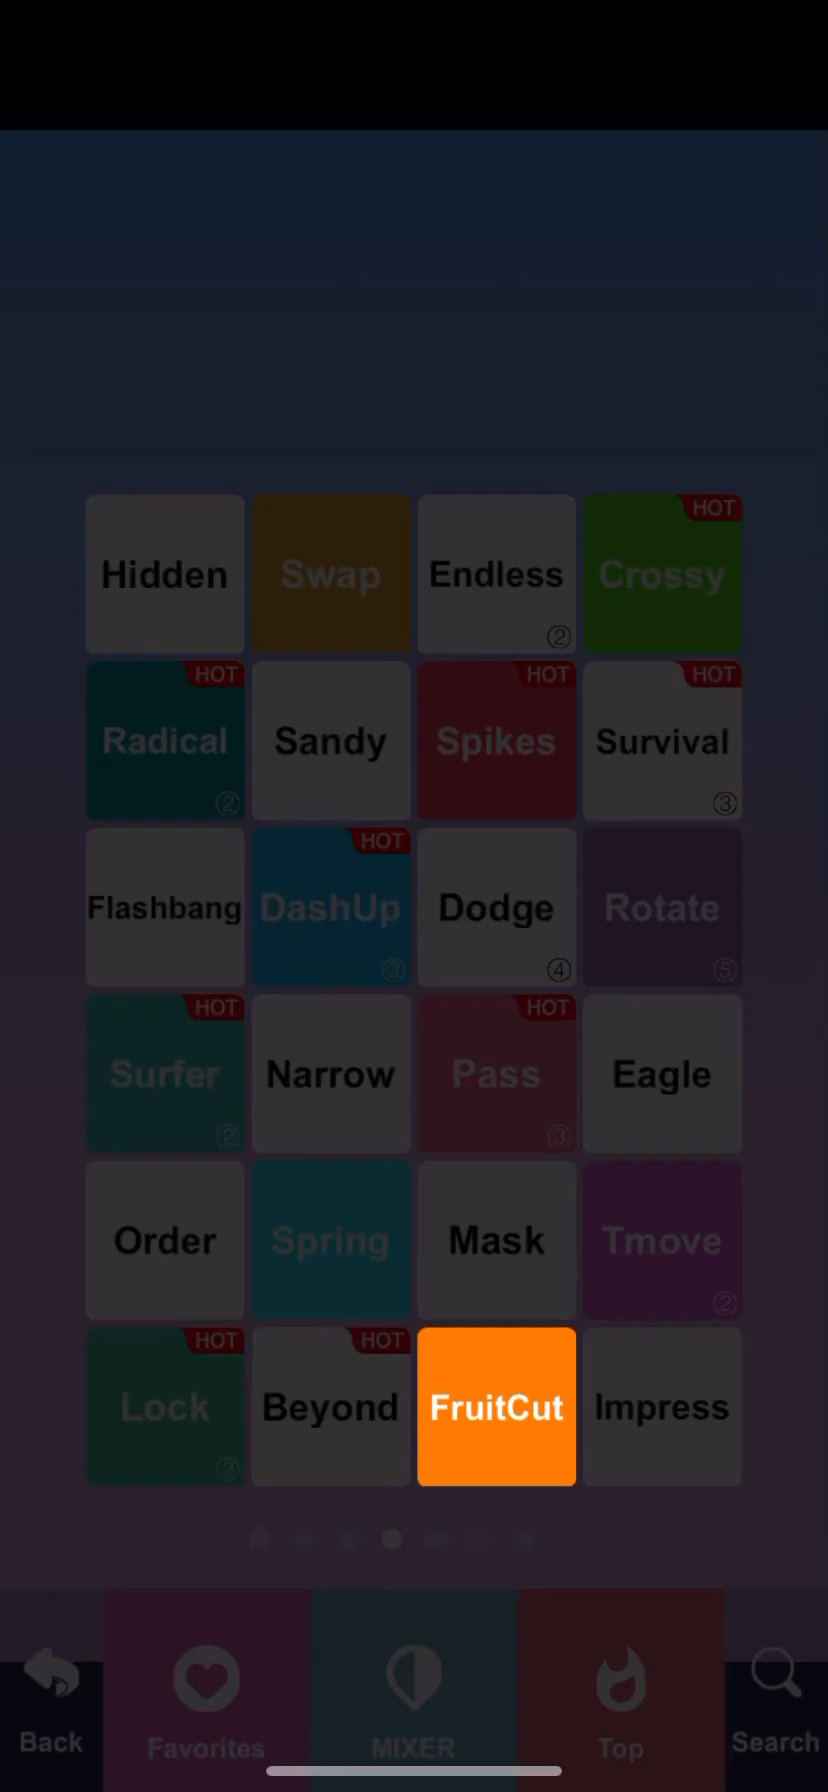 Hidden
Swap
Endless
②
HOT
Crossy
HOT
Radical
②
Sandy
HOT
Spikes
HOT
Survival
③
Flashbang
HOT
DashUp
③
Dodge
④
Rotate
⑤
HOT
Surfer
②
Narrow
HOT
Pass
③
Eagle
Order
Spring
Mask
Tmove
②
HOT
Lock
②
HOT
Beyond
FruitCut
Impress
Back
Favorites
MIXER
Top
Search